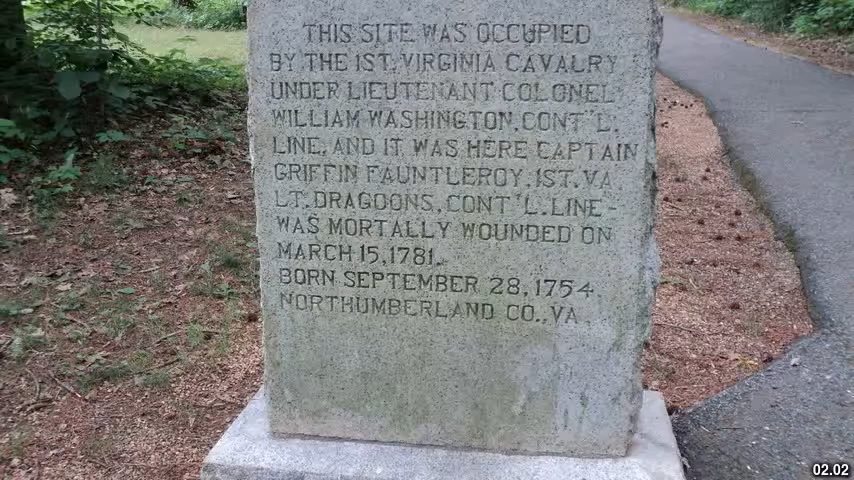 THIS SITE WAS OCCUPIED
BY THE 1ST. VIRGINIA CAVALRY
UNDER LIEUTENANT COLONEL
WILLIAM WASHINGTON, CONT'L.
LINE, AND IT WAS HERE CAPTAIN
GRIFFIN FAUNTLEROY, 1ST. VA.
LT. DRAGOONS, CONT'L. LINE-
WAS MORTALLY WOUNDED ON
MARCH 15, 1781.
BORN SEPTEMBER 28, 1754,
NORTHUMBERLAND CO., VA.
02.02